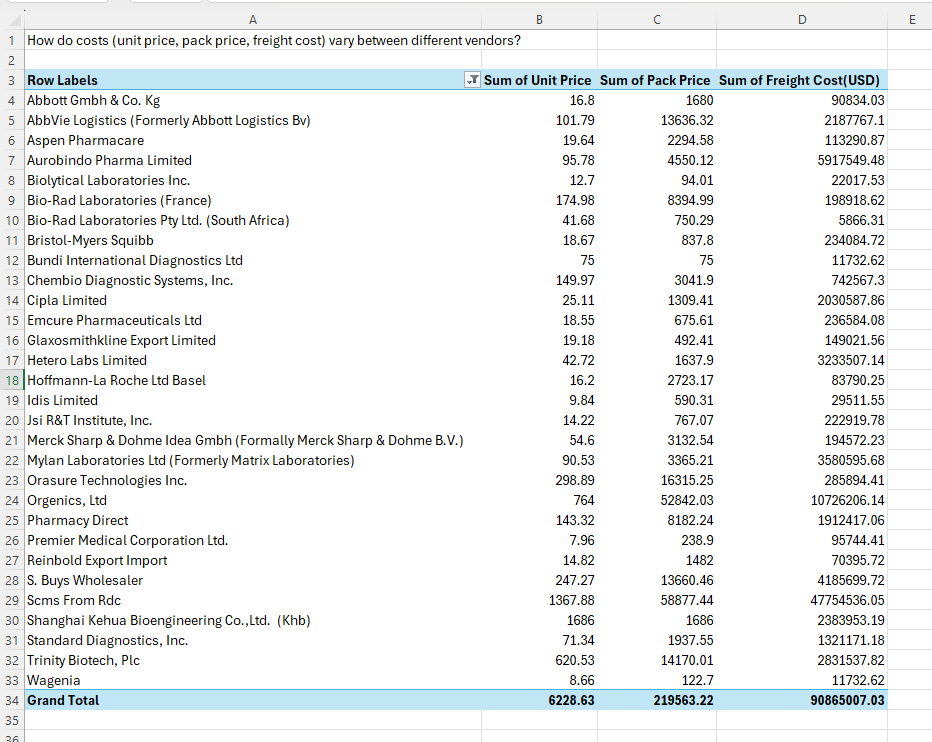 A B C D E
1 How do costs (unit price, pack price, freight cost) vary between different vendors?
2
3 Row Labels Sum of Unit Price Sum of Pack Price Sum of Freight Cost(USD)
4 Abbott Gmbh & Co. Kg 16.8 1680 90834.03
5 AbbVie Logistics (Formerly Abbott Logistics Bv) 101.79 13636.32 2187767.1
6 Aspen Pharmacare 19.64 2294.58 113290.87
7 Aurobindo Pharma Limited 95.78 4550.12 5917549.48
8 Biolytical Laboratories Inc. 12.7 94.01 22017.53
9 Bio-Rad Laboratories (France) 174.98 8394.99 198918.62
10 Bio-Rad Laboratories Pty Ltd. (South Africa) 41.68 750.29 5866.31
11 Bristol-Myers Squibb 18.67 837.8 234084.72
12 Bundi International Diagnostics Ltd 75 75 11732.62
13 Chembio Diagnostic Systems, Inc. 149.97 3041.9 742567.3
14 Cipla Limited 25.11 1309.41 2030587.86
15 Emcure Pharmaceuticals Ltd 18.55 675.61 236584.08
16 Glaxosmithkline Export Limited 19.18 492.41 149021.56
17 Hetero Labs Limited 42.72 1637.9 3233507.14
18 Hoffmann-La Roche Ltd Basel 16.2 2723.17 83790.25
19 Idis Limited 9.84 590.31 29511.55
20 Jsi R&T Institute, Inc. 14.22 767.07 222919.78
21 Merck Sharp & Dohme Idea Gmbh (Formally Merck Sharp & Dohme B.V.) 54.6 3132.54 194572.23
22 Mylan Laboratories Ltd (Formerly Matrix Laboratories) 90.53 3365.21 3580595.68
23 Orasure Technologies Inc. 298.89 16315.25 285894.41
24 Orgenics, Ltd 764 52842.03 10726206.14
25 Pharmacy Direct 143.32 8182.24 1912417.06
26 Premier Medical Corporation Ltd. 7.96 238.9 95744.41
27 Reinbold Export Import 14.82 1482 70395.72
28 S. Buys Wholesaler 247.27 13660.46 4185699.72
29 Scms From Rdc 1367.88 58877.44 47754536.05
30 Shanghai Kehua Bioengineering Co.,Ltd. (Khb) 1686 1686 2383953.19
31 Standard Diagnostics, Inc. 71.34 1937.55 1321171.18
32 Trinity Biotech, Plc 620.53 14170.01 2831537.82
33 Wagenia 8.66 122.7 11732.62
34 Grand Total 6228.63 219563.22 90865007.03
35
36